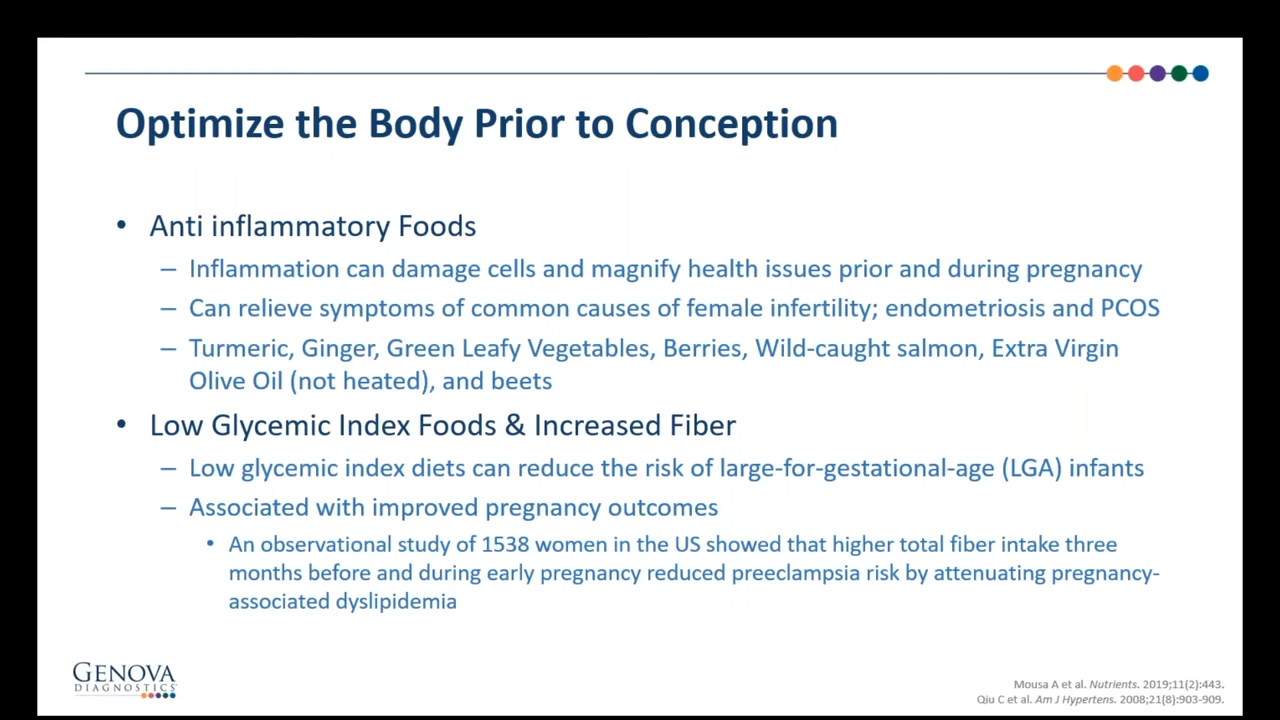 Optimize the Body Prior to Conception
• Anti inflammatory Foods
– Inflammation can damage cells and magnify health issues prior and during pregnancy
– Can relieve symptoms of common causes of female infertility; endometriosis and PCOS
– Turmeric, Ginger, Green Leafy Vegetables, Berries, Wild-caught salmon, Extra Virgin
Olive Oil (not heated), and beets
• Low Glycemic Index Foods & Increased Fiber
– Low glycemic index diets can reduce the risk of large-for-gestational-age (LGA) infants
– Associated with improved pregnancy outcomes
• An observational study of 1538 women in the US showed that higher total fiber intake three
months before and during early pregnancy reduced preeclampsia risk by attenuating pregnancy-
associated dyslipidemia
GENOVA
DIAGNOSTICS
Mousa A et al. Nutrients. 2019;11(2):443.
Qiu C et al. Am J Hypertens. 2008;21(8):903-909.